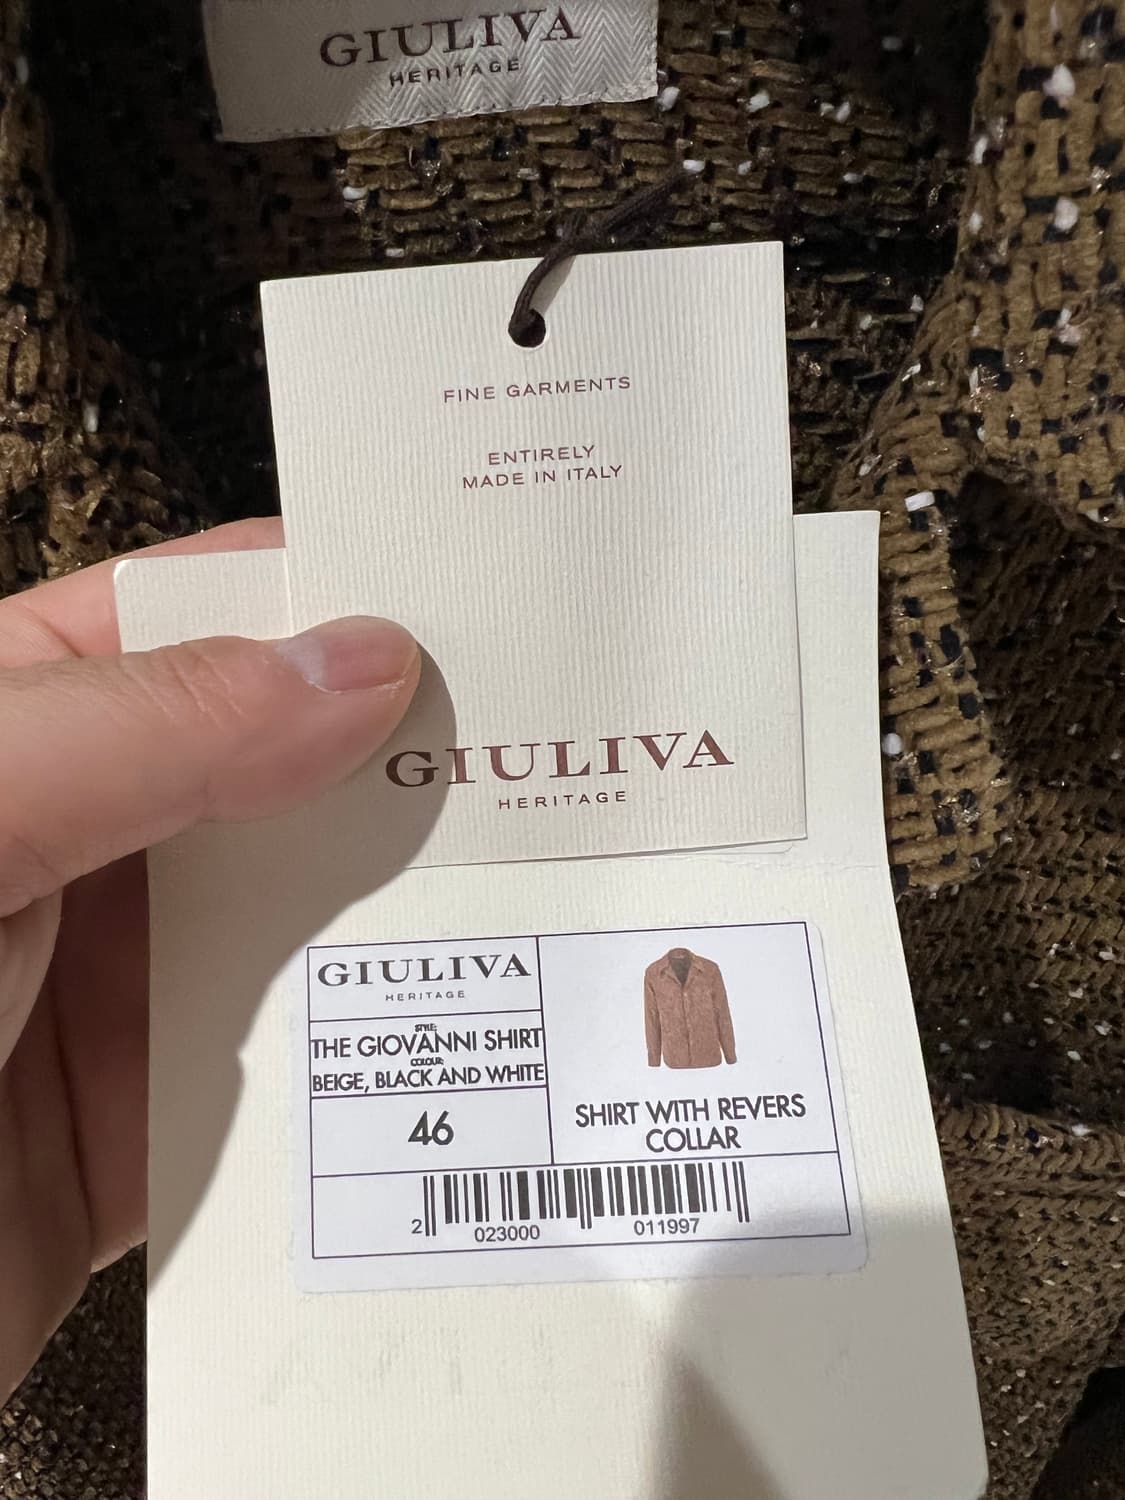 GIULIVA
HERITAGE
FINE GARMENTS
ENTIRELY
MADE IN ITALY
GIULIVA
HERITAGE
GIULIVA
HERITAGE
STYLE:
THE GIOVANNI SHIRT
COLOUR:
BEIGE, BLACK AND WHITE
46
SHIRT WITH REVERS
COLLAR
2 023000 011997